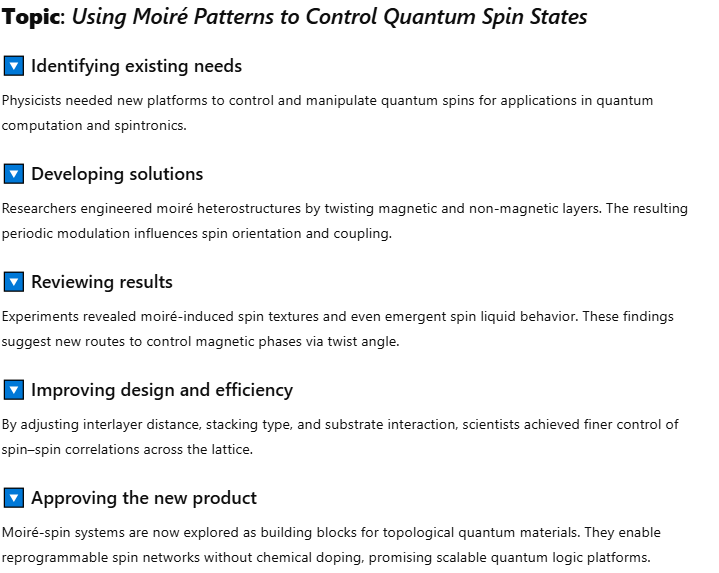 Topic: Using Moiré Patterns to Control Quantum Spin States
Identifying existing needs
Physicists needed new platforms to control and manipulate quantum spins for applications in quantum
computation and spintronics.
Developing solutions
Researchers engineered moiré heterostructures by twisting magnetic and non-magnetic layers. The resulting
periodic modulation influences spin orientation and coupling.
Reviewing results
Experiments revealed moiré-induced spin textures and even emergent spin liquid behavior. These findings
suggest new routes to control magnetic phases via twist angle.
Improving design and efficiency
By adjusting interlayer distance, stacking type, and substrate interaction, scientists achieved finer control of
spin–spin correlations across the lattice.
Approving the new product
Moiré-spin systems are now explored as building blocks for topological quantum materials. They enable
reprogrammable spin networks without chemical doping, promising scalable quantum logic platforms.